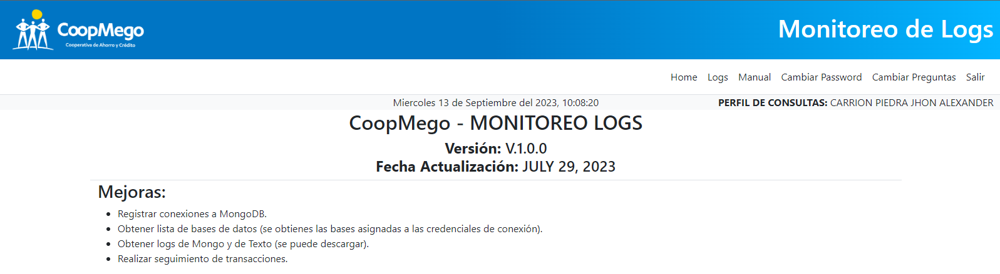 CoopMego
Cooperativa de Ahorro y Crédito
Monitoreo de Logs
Home Logs Manual Cambiar Password Cambiar Preguntas Salir
Miercoles 13 de Septiembre del 2023, 10:08:20 PERFIL DE CONSULTAS: CARRION PIEDRA JHON ALEXANDER
CoopMego - MONITOREO LOGS
Versión: V.1.0.0
Fecha Actualización: JULY 29, 2023
Mejoras:
• Registrar conexiones a MongoDB.
• Obtener lista de bases de datos (se obtienes las bases asignadas a las credenciales de conexión).
• Obtener logs de Mongo y de Texto (se puede descargar).
• Realizar seguimiento de transacciones.